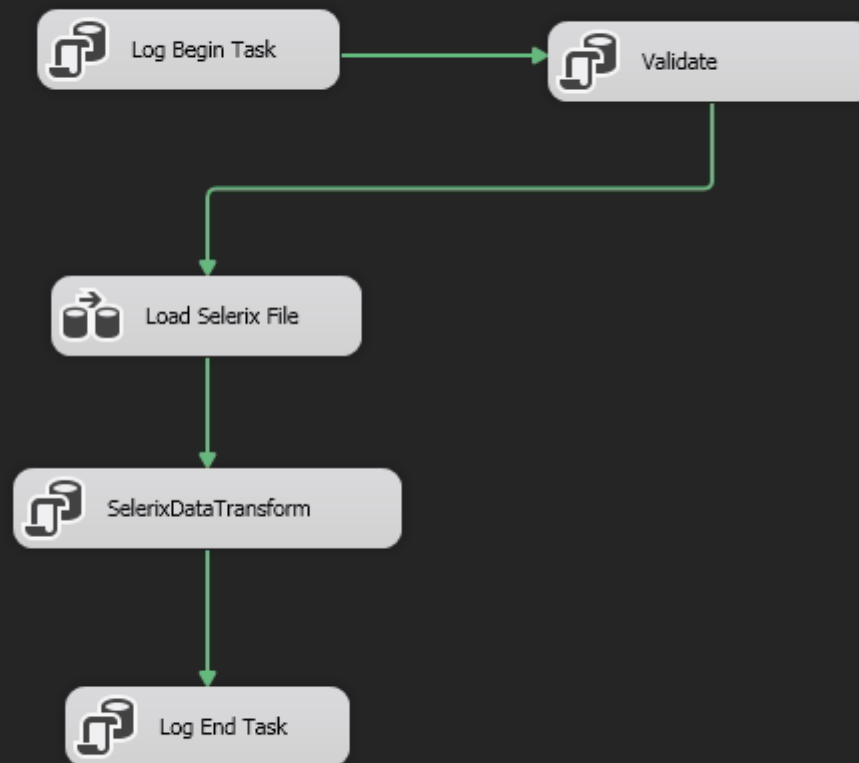 Log Begin Task
Validate
Load Selerix File
SelerixDataTransform
Log End Task